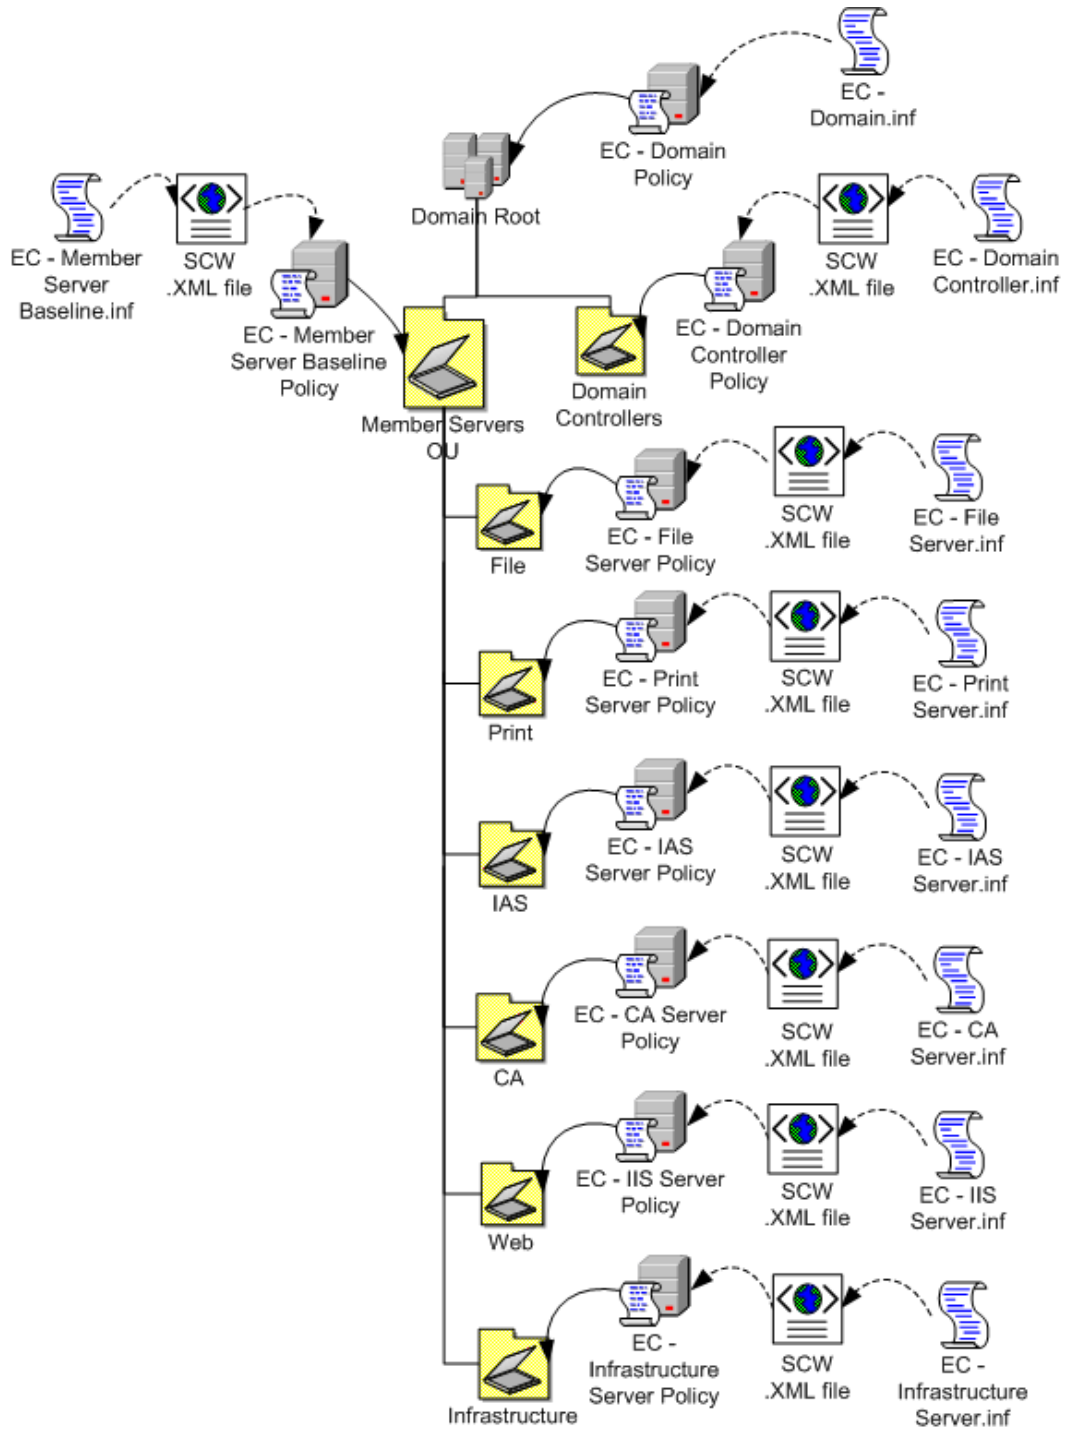 EC -
Domain.inf
EC - Domain
Policy
Domain Root
EC - Member
Server
Baseline.inf
SCW
.XML file
EC - Member
Server Baseline
Policy
SCW
.XML file
EC - Domain
Controller.inf
EC - Domain
Controller
Policy
Member Servers
OU
Domain
Controllers
File
EC - File
Server Policy
SCW
.XML file
EC - File
Server.inf
Print
EC - Print
Server Policy
SCW
.XML file
EC - Print
Server.inf
IAS
EC - IAS
Server Policy
SCW
.XML file
EC - IAS
Server.inf
CA
EC - CA Server
Policy
SCW
.XML file
EC - CA
Server.inf
Web
EC - IIS Server
Policy
SCW
.XML file
EC - IIS
Server.inf
Infrastructure
EC -
Infrastructure
Server Policy
SCW
.XML file
EC -
Infrastructure
Server.inf